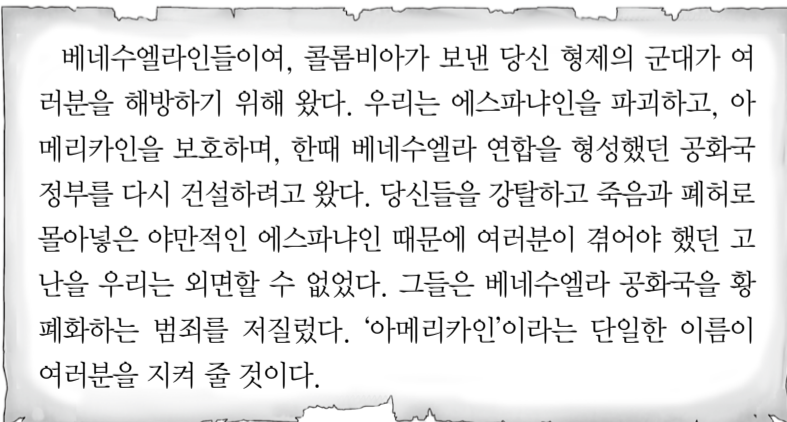 베네수엘라인들이여, 콜롬비아가 보낸 당신 형제의 군대가 여
러분을 해방하기 위해 왔다. 우리는 에스파냐인을 파괴하고, 아
메리카인을 보호하며, 한때 베네수엘라 연합을 형성했던 공화국
정부를 다시 건설하려고 왔다. 당신들을 강탈하고 죽음과 폐허로
몰아넣은 야만적인 에스파냐인 때문에 여러분이 겪어야 했던 고
난을 우리는 외면할 수 없었다. 그들은 베네수엘라 공화국을 황
폐화하는 범죄를 저질렀다. ‘아메리카인’이라는 단일한 이름이
여러분을 지켜 줄 것이다.